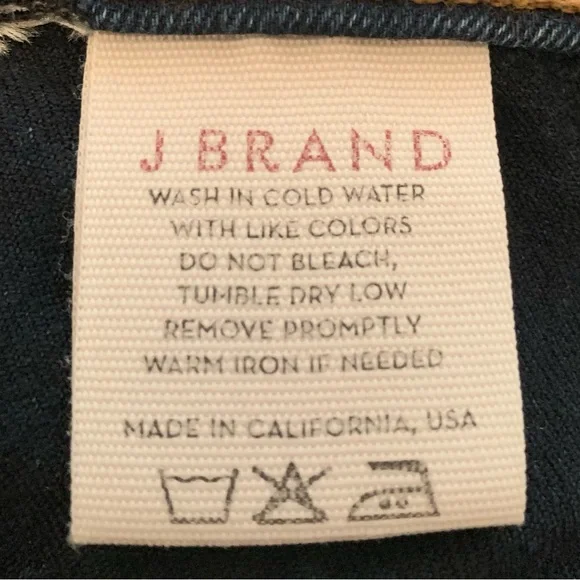 J BRAND
WASH IN COLD WATER
WITH LIKE COLORS
DO NOT BLEACH,
TUMBLE DRY LOW
REMOVE PROMPTLY
WARM IRON IF NEEDED
MADE IN CALIFORNIA, USA